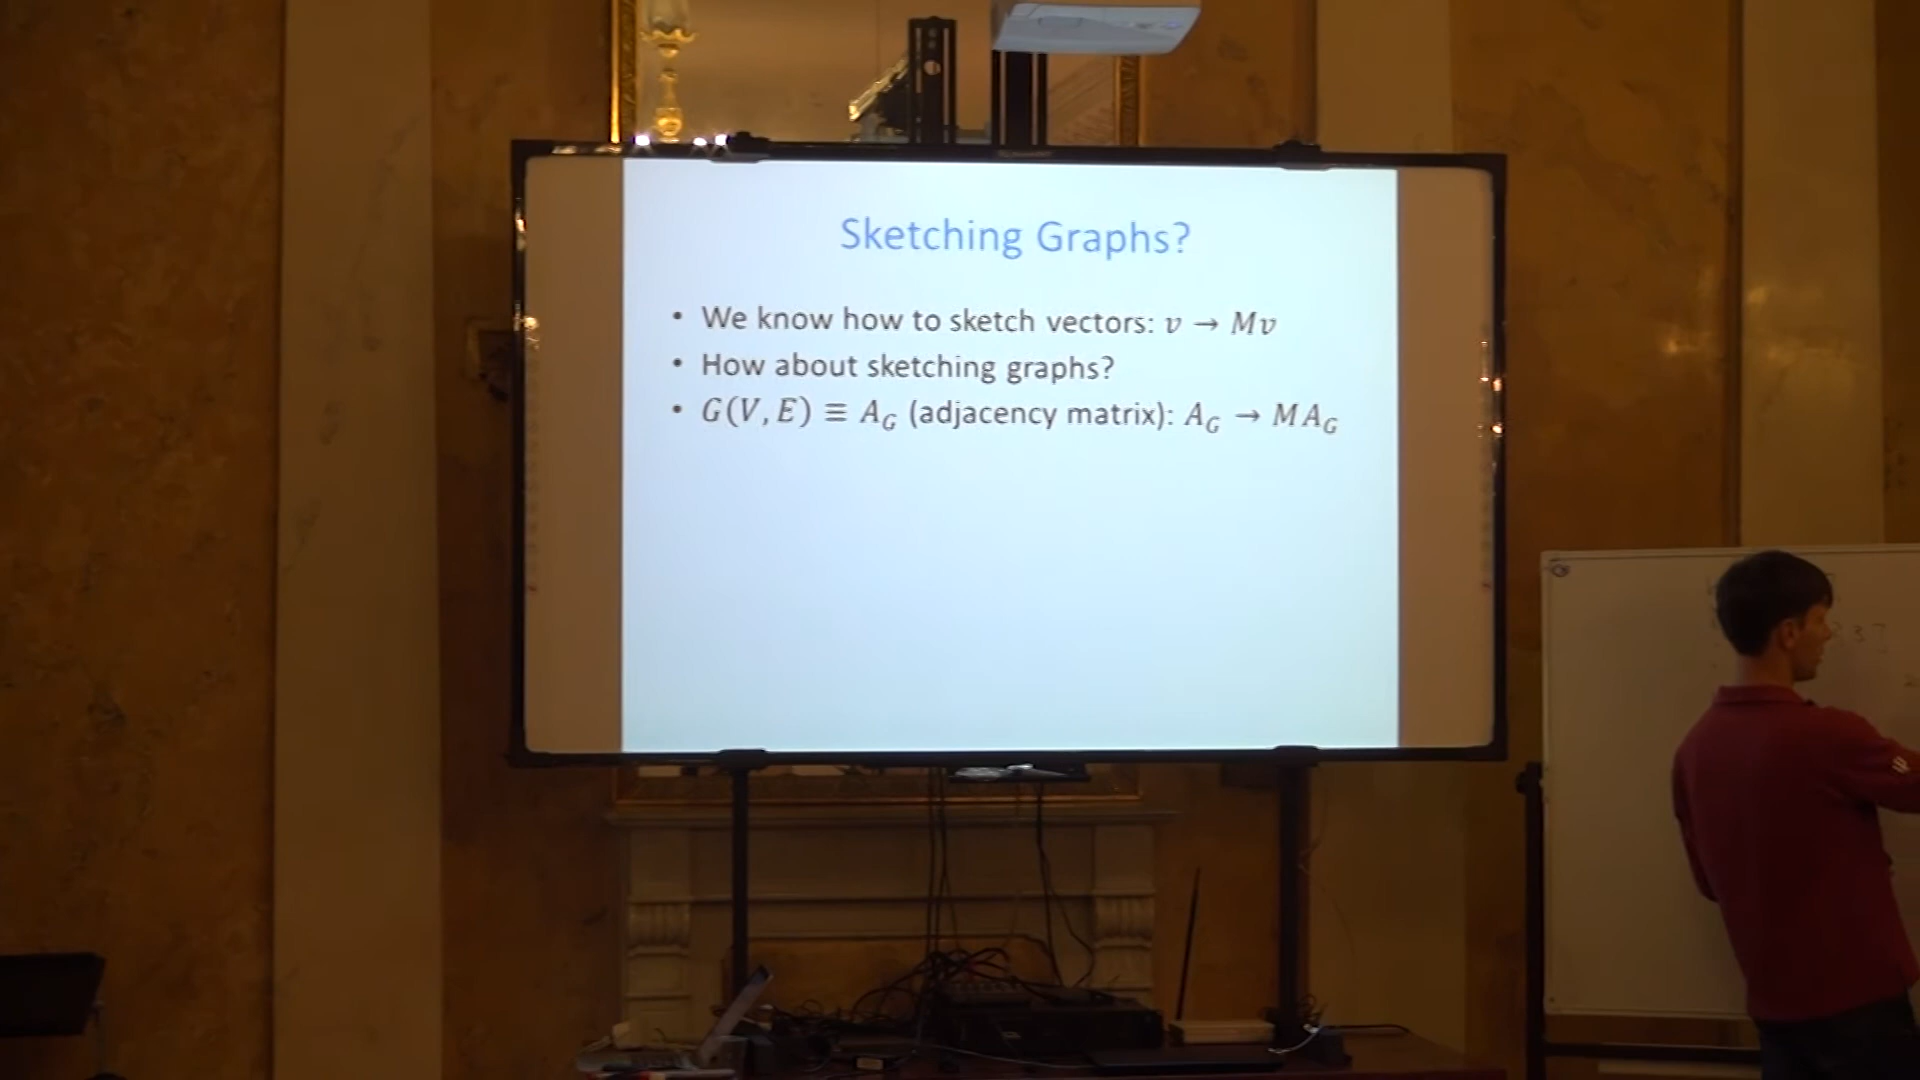 Sketching Graphs?
• We know how to sketch vectors: v → Mv
• How about sketching graphs?
• G(V, E) ≡ A_G (adjacency matrix): A_G → MA_G